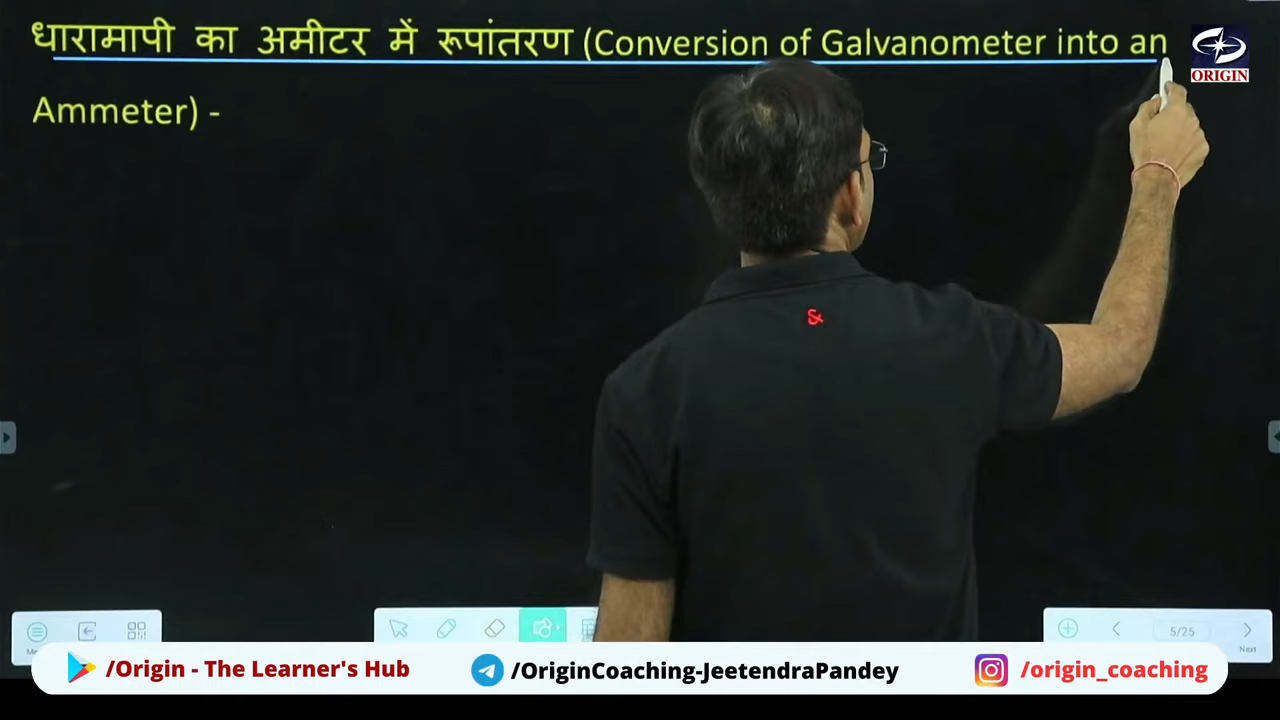 धारामापी का अमीटर में रूपांतरण (Conversion of Galvanometer into an
ORIGIN
Ammeter) -
&
5/25
Next
/Origin - The Learner's Hub
/OriginCoaching-JeetendraPandey
/origin_coaching